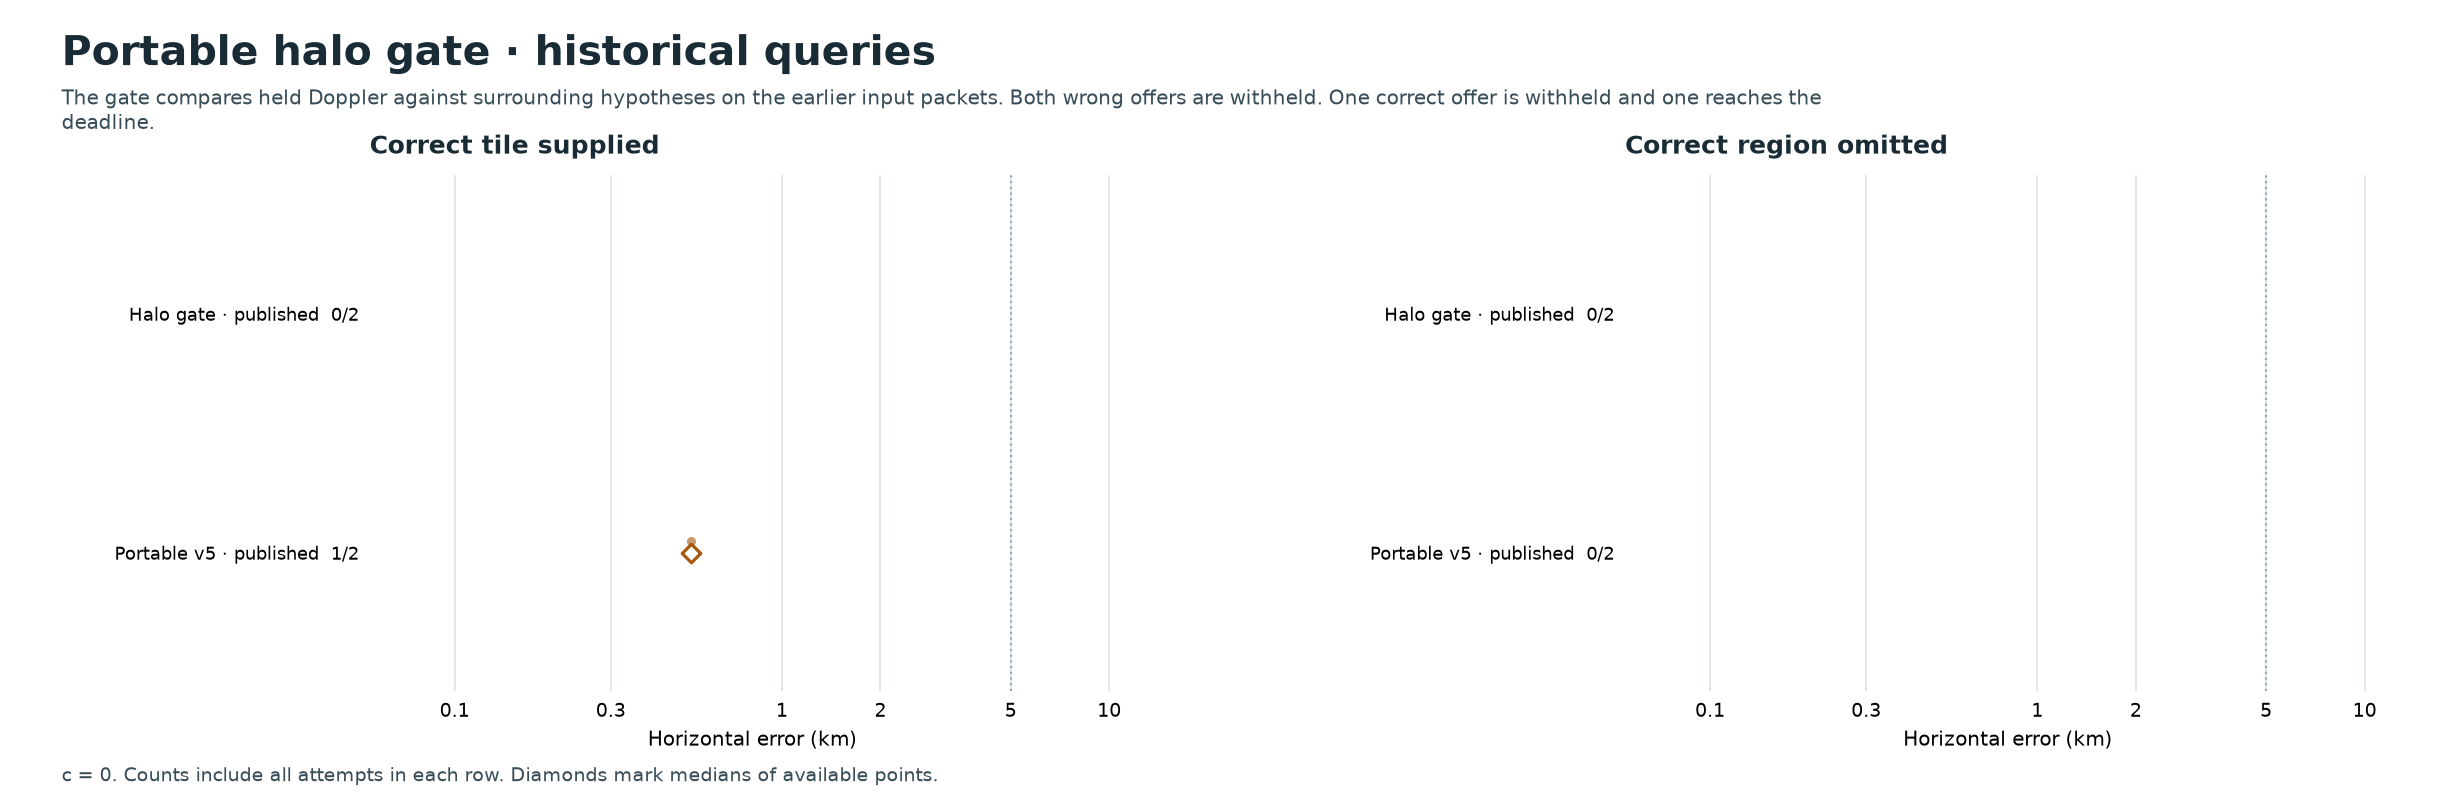 Portable halo gate · historical queries
The gate compares held Doppler against surrounding hypotheses on the earlier input packets. Both wrong offers are withheld. One correct offer is withheld and one reaches the
deadline.
Correct tile supplied
Halo gate · published 0/2
Portable v5 · published 1/2
0.1 0.3 1 2 5 10
Horizontal error (km)
Correct region omitted
Halo gate · published 0/2
Portable v5 · published 0/2
0.1 0.3 1 2 5 10
Horizontal error (km)
c = 0. Counts include all attempts in each row. Diamonds mark medians of available points.